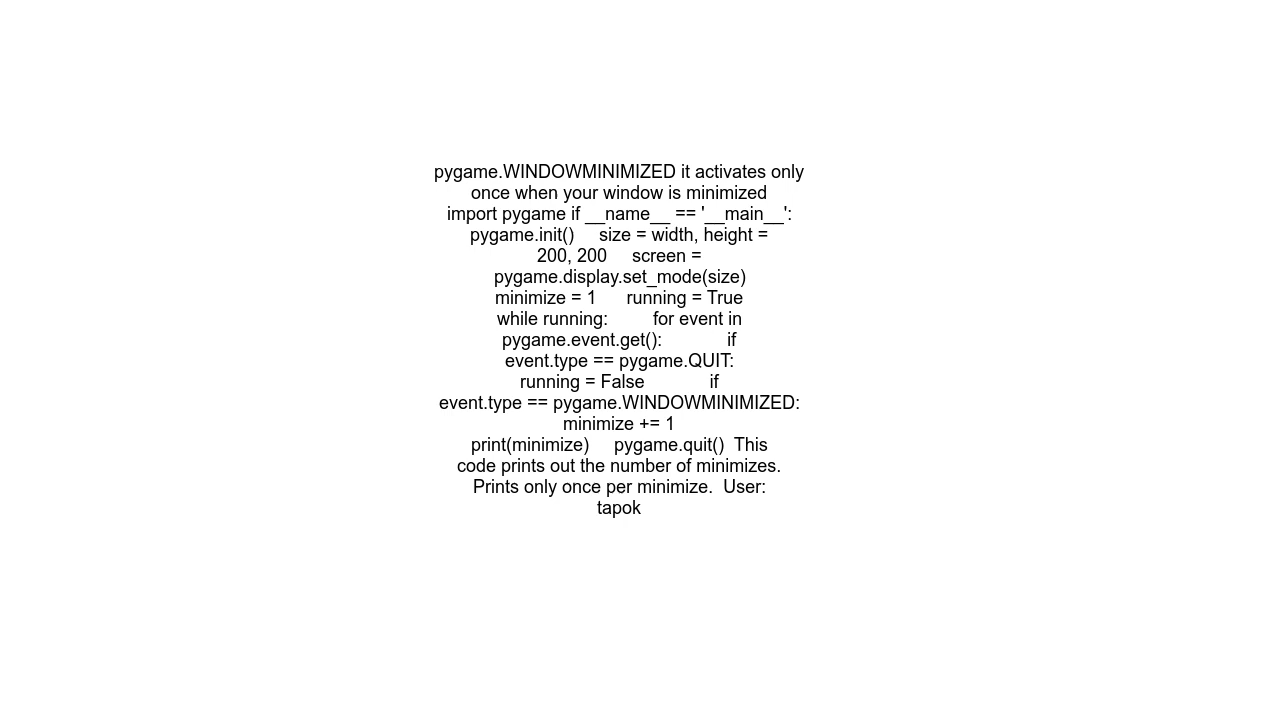 pygame.WINDOWMINIMIZED it activates only
once when your window is minimized
import pygame if __name__ == '__main__':
pygame.init()     size = width, height =
200, 200     screen =
pygame.display.set_mode(size)
minimize = 1      running = True
while running:         for event in
pygame.event.get():             if
event.type == pygame.QUIT:
running = False             if
event.type == pygame.WINDOWMINIMIZED:
minimize += 1
print(minimize)     pygame.quit()  This
code prints out the number of minimizes.
Prints only once per minimize.  User:
tapok